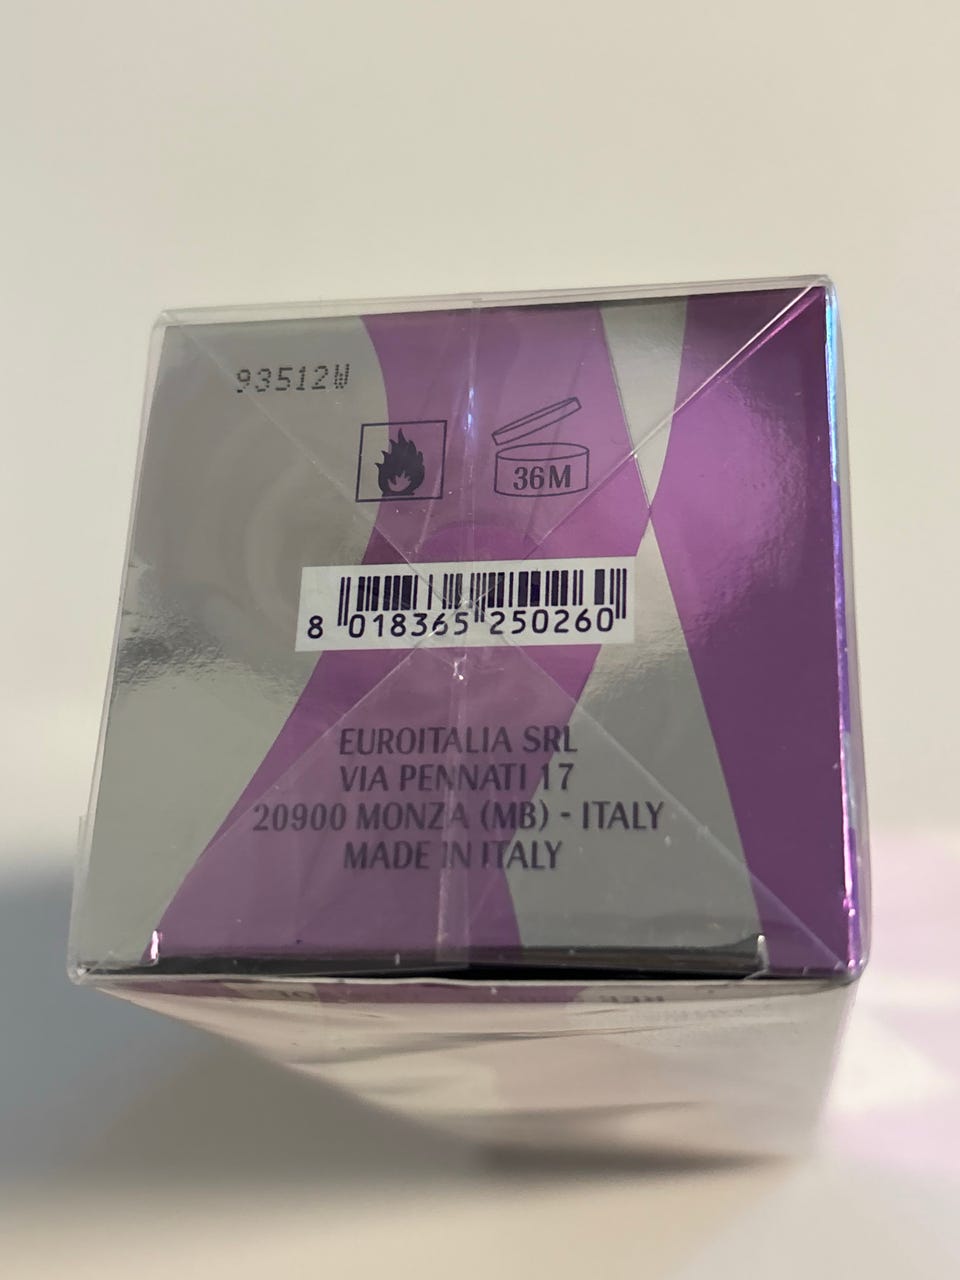 93512W
36M
8 018365 250260
EUROITALIA SRL
VIA PENNATI 17
20900 MONZA (MB) - ITALY
MADE IN ITALY